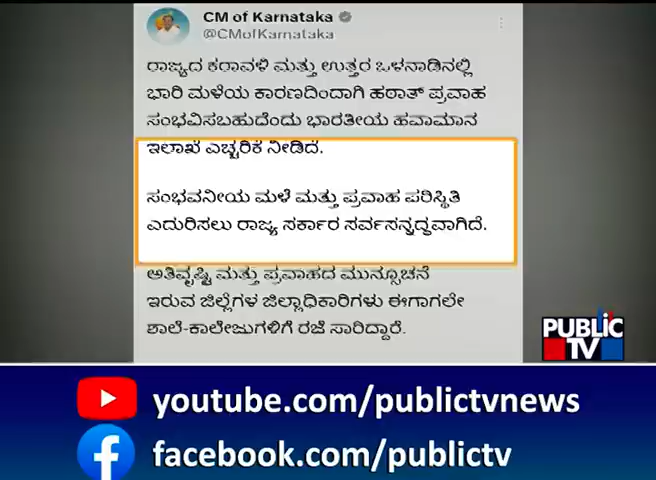 CM of Karnataka
@CMofKarnataka
ರಾಜ್ಯದ ಕರಾವಳಿ ಮತ್ತು ಉತ್ತರ ಒಳನಾಡಿನಲ್ಲಿ
ಭಾರಿ ಮಳೆಯ ಕಾರಣದಿಂದಾಗಿ ಹಠಾತ್ ಪ್ರವಾಹ
ಸಂಭವಿಸಬಹುದೆಂದು ಭಾರತೀಯ ಹವಾಮಾನ
ಇಲಾಖೆ ಎಚ್ಚರಿಕೆ ನೀಡಿದೆ.
ಸಂಭವನೀಯ ಮಳೆ ಮತ್ತು ಪ್ರವಾಹ ಪರಿಸ್ಥಿತಿ
ಎದುರಿಸಲು ರಾಜ್ಯ ಸರ್ಕಾರ ಸರ್ವಸನ್ನದ್ಧವಾಗಿದೆ.
ಅತಿವೃಷ್ಟಿ ಮತ್ತು ಪ್ರವಾಹದ ಮುನ್ಸೂಚನೆ
ಇರುವ ಜಿಲ್ಲೆಗಳ ಜಿಲ್ಲಾಧಿಕಾರಿಗಳು ಈಗಾಗಲೇ
ಶಾಲೆ-ಕಾಲೇಜುಗಳಿಗೆ ರಜೆ ಸಾರಿದ್ದಾರೆ.
PUBLiC
TV
youtube.com/publictvnews
facebook.com/publictv